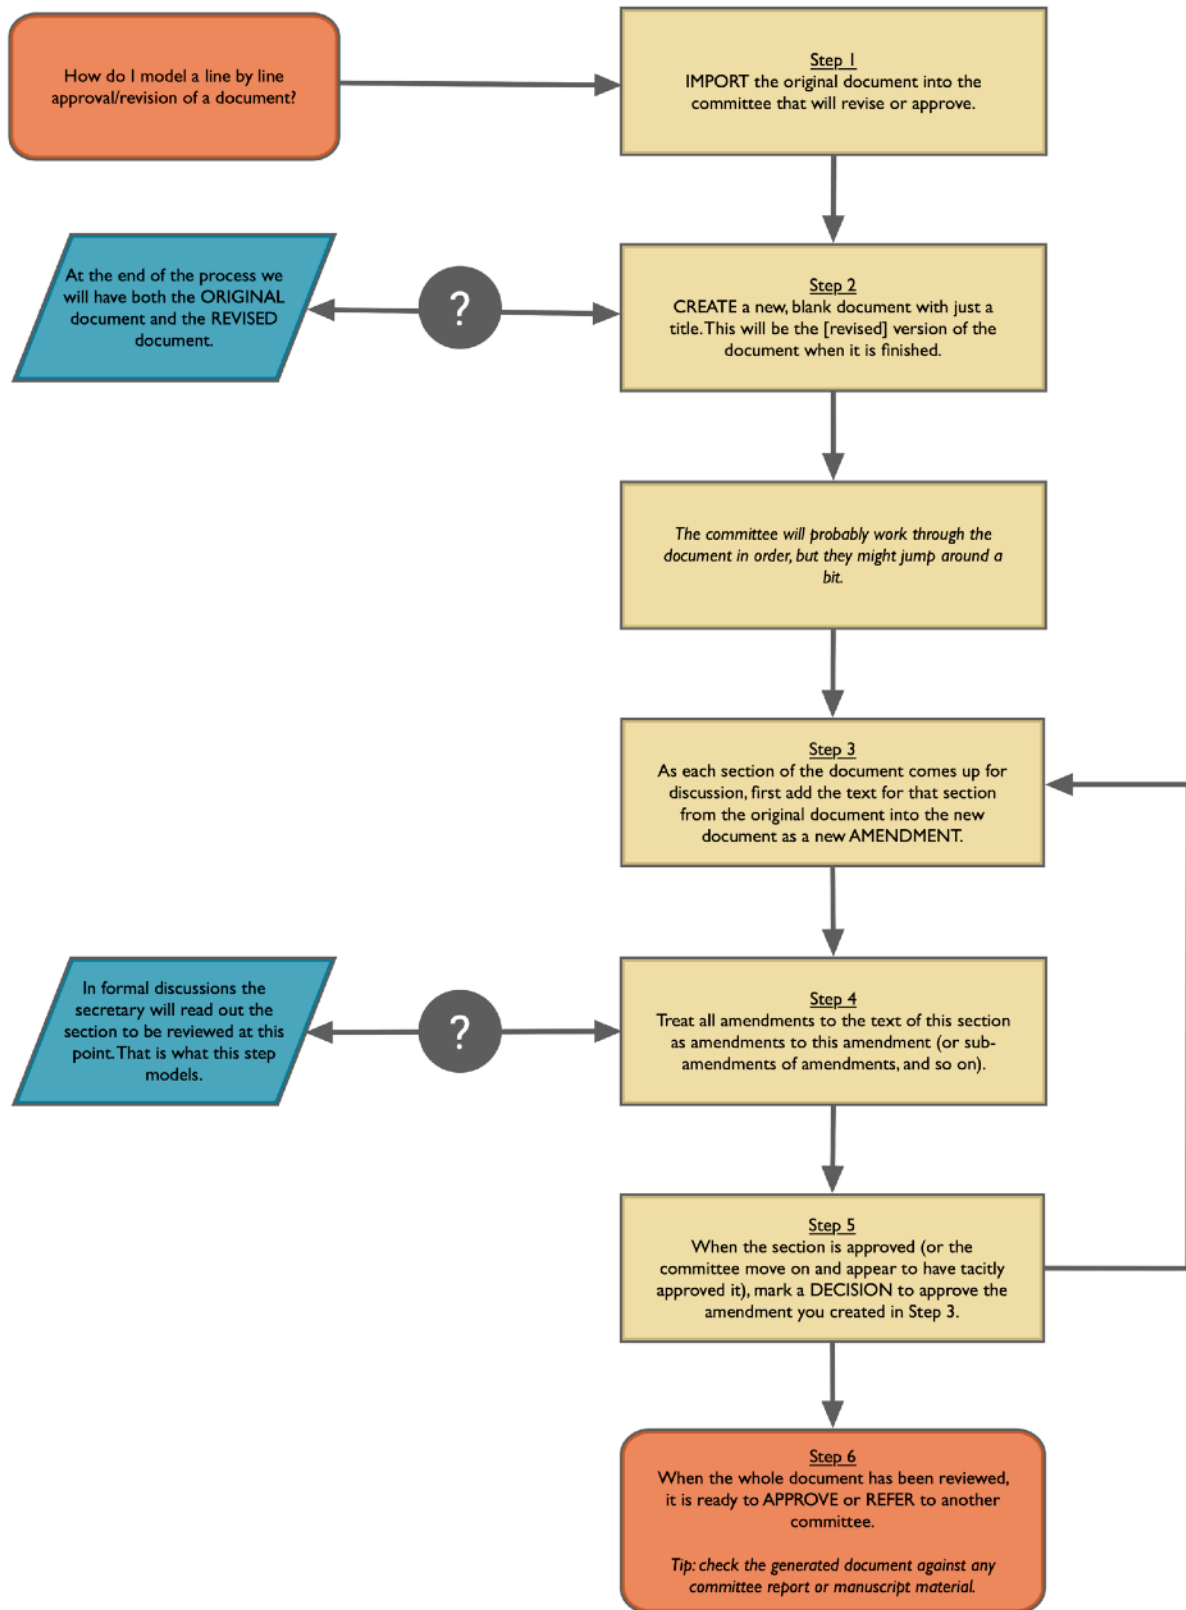 How do I model a line by line
approval/revision of a document?
Step 1
IMPORT the original document into the
committee that will revise or approve.
At the end of the process we
will have both the ORIGINAL
document and the REVISED
document.
?
Step 2
CREATE a new, blank document with just a
title. This will be the [revised] version of the
document when it is finished.
The committee will probably work through the
document in order, but they might jump around a
bit.
Step 3
As each section of the document comes up for
discussion, first add the text for that section
from the original document into the new
document as a new AMENDMENT.
In formal discussions the
secretary will read out the
section to be reviewed at this
point. That is what this step
models.
?
Step 4
Treat all amendments to the text of this section
as amendments to this amendment (or sub-
amendments of amendments, and so on).
Step 5
When the section is approved (or the
committee move on and appear to have tacitly
approved it), mark a DECISION to approve the
amendment you created in Step 3.
Step 6
When the whole document has been reviewed,
it is ready to APPROVE or REFER to another
committee.
Tip: check the generated document against any
committee report or manuscript material.